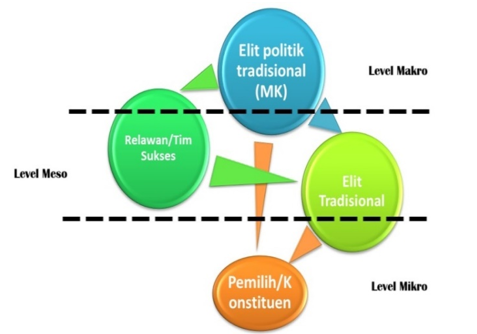 Elit politik
tradisional
(MK)
Level Makro
Relawan/Tim
Sukses
Level Meso
Elit
Tradisional
Pemilih/K
onstituen
Level Mikro